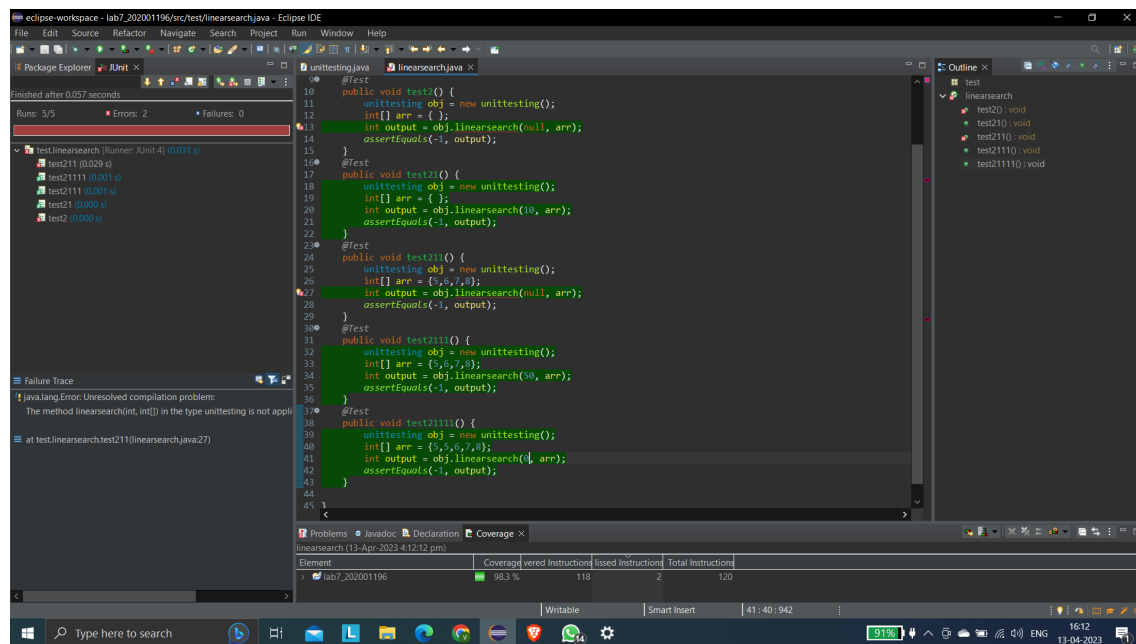 eclipse-workspace - lab7_202001196/src/test/linearsearch.java - Eclipse IDE
File Edit Source Refactor Navigate Search Project Run Window Help
Package Explorer JUnit
Finished after 0.057 seconds
Runs: 5/5 Errors: 2 Failures: 0
test.linearsearch [Runner: JUnit 4] (0.031 s)
test211 (0.029 s)
test21111 (0.001 s)
test2111 (0.001 s)
test21 (0.000 s)
test2 (0.000 s)
Failure Trace
java.lang.Error: Unresolved compilation problem:
The method linearsearch(int, int[]) in the type unittesting is not appli
at test.linearsearch.test211(linearsearch.java:27)
unittesting.java linearsearch.java
9 @Test
10 public void test2() {
11 unittesting obj = new unittesting();
12 int[] arr = { };
13 int output = obj.linearsearch(null, arr);
14 assertEquals(-1, output);
15 }
16 @Test
17 public void test21() {
18 unittesting obj = new unittesting();
19 int[] arr = { };
20 int output = obj.linearsearch(10, arr);
21 assertEquals(-1, output);
22 }
23 @Test
24 public void test211() {
25 unittesting obj = new unittesting();
26 int[] arr = {5,6,7,8};
27 int output = obj.linearsearch(null, arr);
28 assertEquals(-1, output);
29 }
30 @Test
31 public void test2111() {
32 unittesting obj = new unittesting();
33 int[] arr = {5,6,7,8};
34 int output = obj.linearsearch(50, arr);
35 assertEquals(-1, output);
36 }
37 @Test
38 public void test21111() {
39 unittesting obj = new unittesting();
40 int[] arr = {5,5,6,7,8};
41 int output = obj.linearsearch(0, arr);
42 assertEquals(-1, output);
43 }
44
45 }
Outline
test
linearsearch
test2() : void
test21() : void
test211() : void
test2111() : void
test21111() : void
Problems Javadoc Declaration Coverage
linearsearch (13-Apr-2023 4:12:12 pm)
Element Coverage vered Instructions lissed Instructions Total Instructions
lab7_202001196 98.3 % 118 2 120
Writable Smart Insert 41 : 40 : 942
Type here to search 14 91% ENG 16:12
13-04-2023